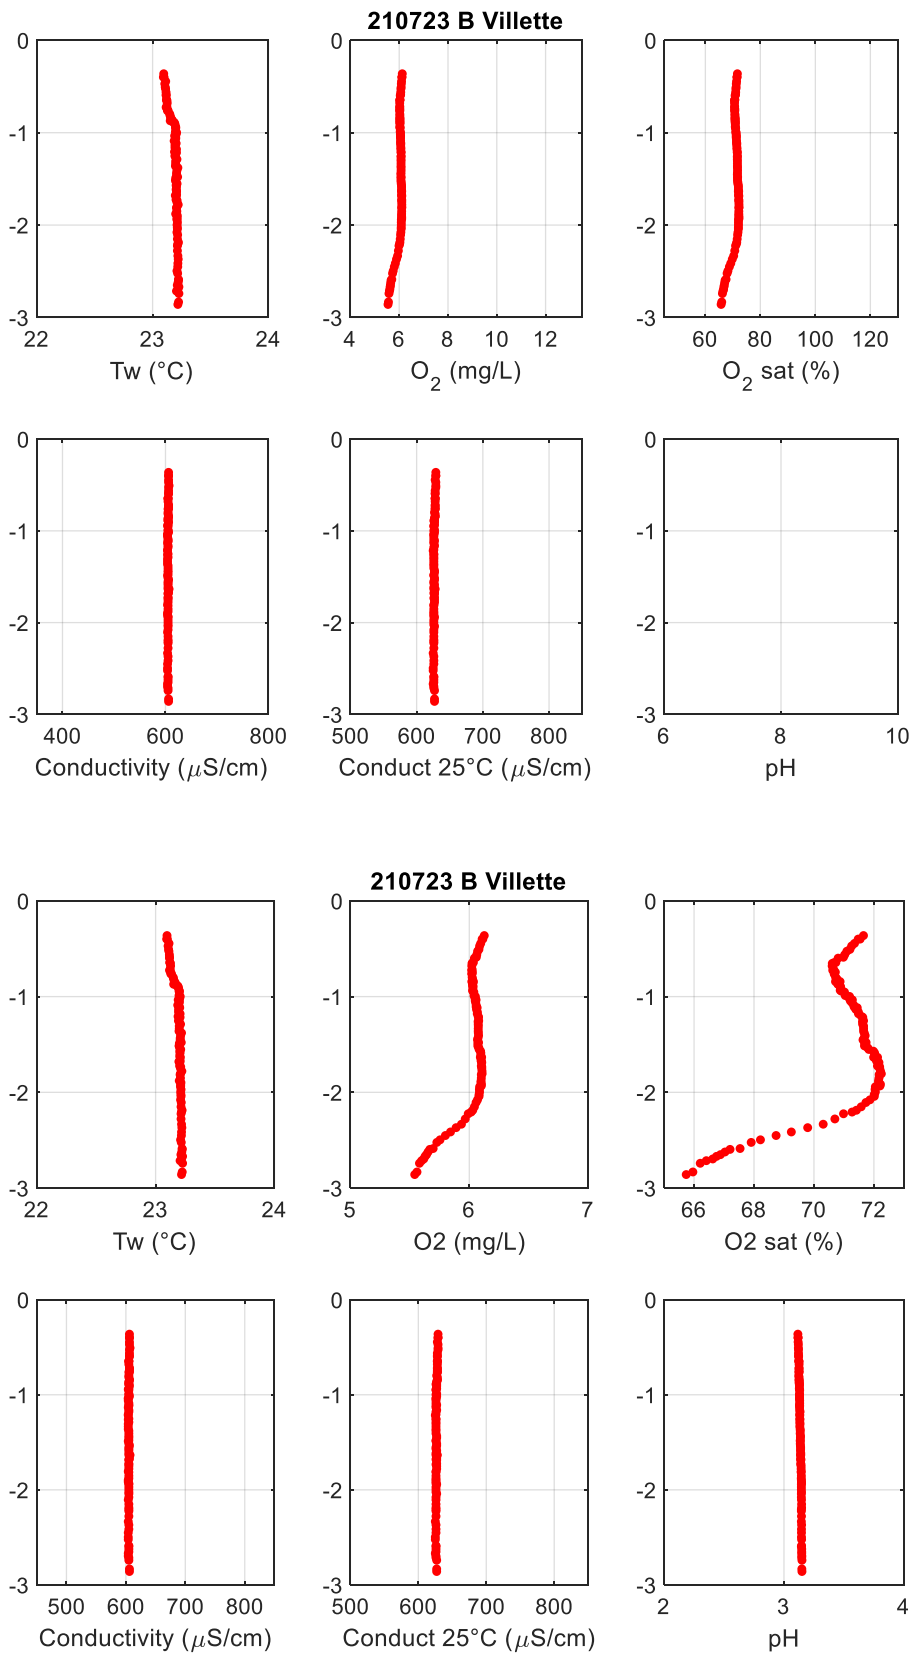 210723 B Villette
0
-1
-2
-3
22 23 24
Tw (°C)
0
-1
-2
-3
4 6 8 10 12
O2 (mg/L)
0
-1
-2
-3
60 80 100 120
O2 sat (%)
0
-1
-2
-3
400 600 800
Conductivity (μS/cm)
0
-1
-2
-3
500 600 700 800
Conduct 25°C (μS/cm)
0
-1
-2
-3
6 8 10
pH
210723 B Villette
0
-1
-2
-3
22 23 24
Tw (°C)
0
-1
-2
-3
5 6 7
O2 (mg/L)
0
-1
-2
-3
66 68 70 72
O2 sat (%)
0
-1
-2
-3
500 600 700 800
Conductivity (μS/cm)
0
-1
-2
-3
500 600 700 800
Conduct 25°C (μS/cm)
0
-1
-2
-3
2 3 4
pH